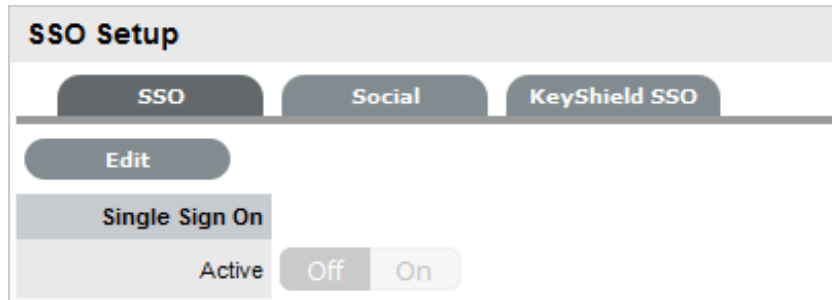 SSO Setup
SSO Social KeyShield SSO
Edit
Single Sign On
Active Off On